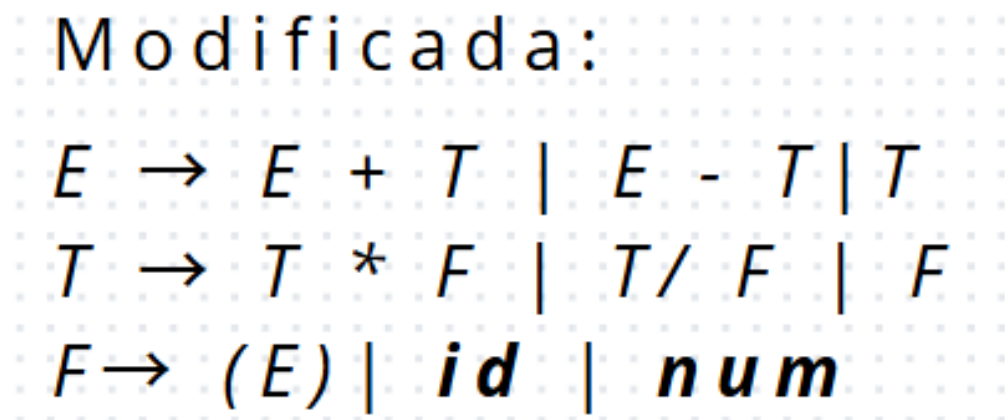 Modificada:
E → E + T | E - T | T
T → T * F | T / F | F
F → (E) | id | num